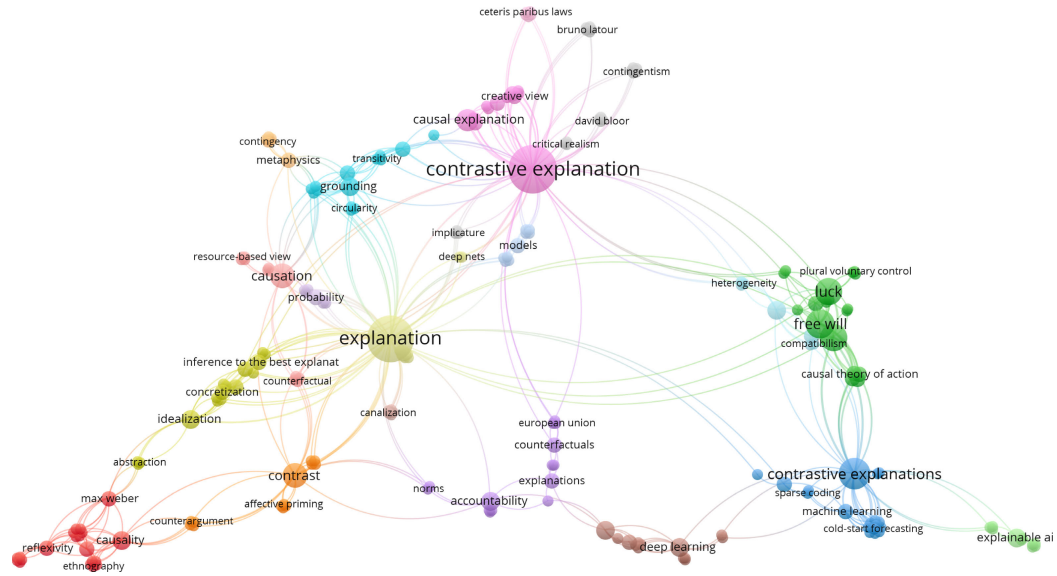 ceteris paribus laws
bruno latour
contingentism
creative view
causal explanation
david bloor
contingency
critical realism
metaphysics
transitivity
contrastive explanation
grounding
circularity
implicature
models
resource-based view
deep nets
causation
plural voluntary control
heterogeneity
luck
probability
free will
explanation
compatibilism
inference to the best explanat
counterfactual
causal theory of action
concretization
canalization
idealization
european union
counterfactuals
abstraction
contrast
contrastive explanations
explanations
norms
sparse coding
max weber
accountability
affective priming
machine learning
counterargument
cold-start forecasting
causality
explainable ai
reflexivity
deep learning
ethnography